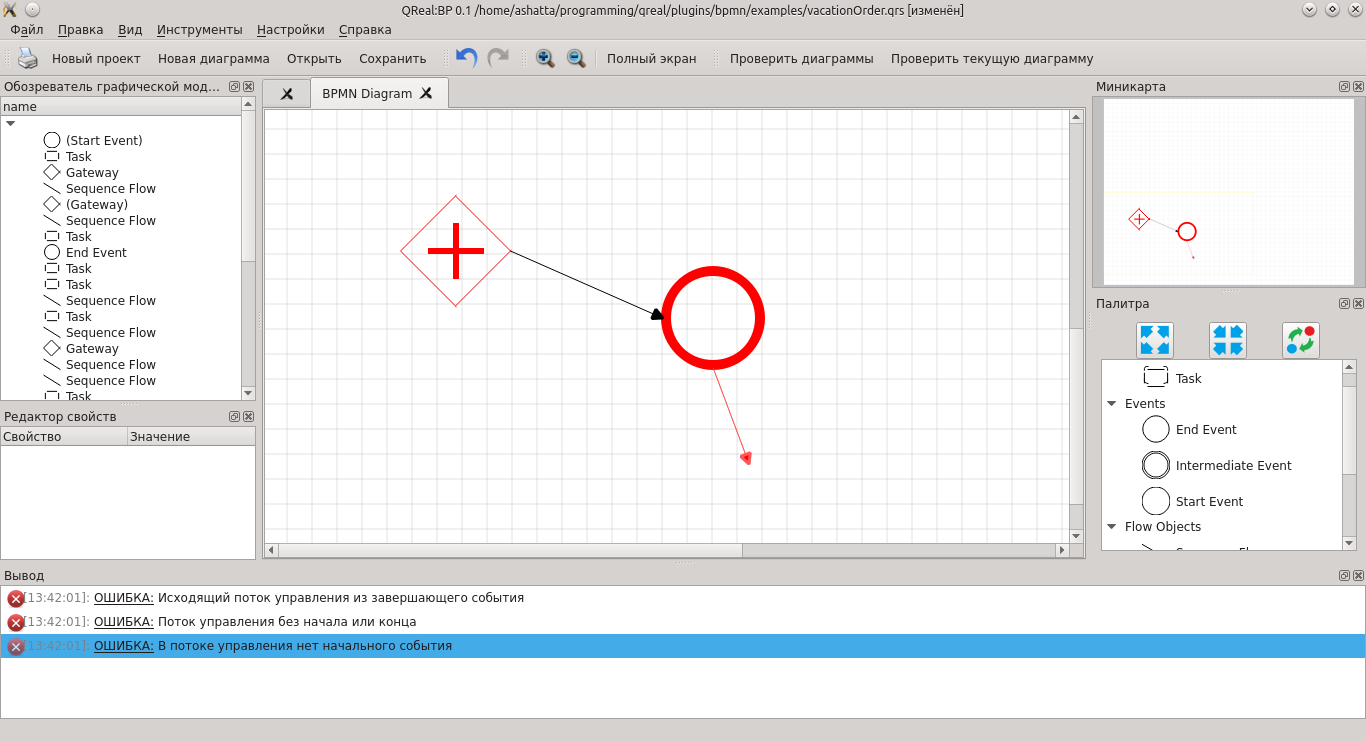 QReal:BP 0.1 /home/ashatta/programming/qreal/plugins/bpmn/examples/vacationOrder.qrs [изменён]
Файл Правка Вид Инструменты Настройки Справка
Новый проект Новая диаграмма Открыть Сохранить Полный экран Проверить диаграммы Проверить текущую диаграмму
Обозреватель графической мод...
name
(Start Event)
Task
Gateway
Sequence Flow
(Gateway)
Sequence Flow
Task
End Event
Task
Task
Sequence Flow
Task
Sequence Flow
Gateway
Sequence Flow
Sequence Flow
Task
Редактор свойств
Свойство Значение
BPMN Diagram
Миникарта
Палитра
Task
Events
End Event
Intermediate Event
Start Event
Flow Objects
Вывод
[13:42:01]: ОШИБКА: Исходящий поток управления из завершающего события
[13:42:01]: ОШИБКА: Поток управления без начала или конца
[13:42:01]: ОШИБКА: В потоке управления нет начального события